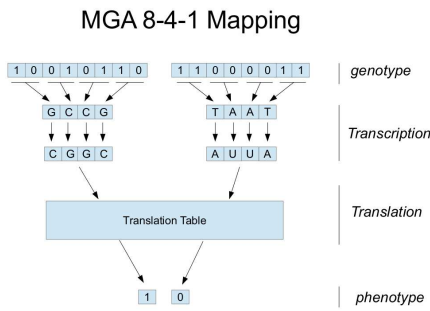 MGA 8-4-1 Mapping
1 0 0 1 0 1 1 0 1 1 0 0 0 0 1 1 genotype
G C C G T A A T
Transcription
C G G C A U U A
Translation
Translation Table
1 0 phenotype